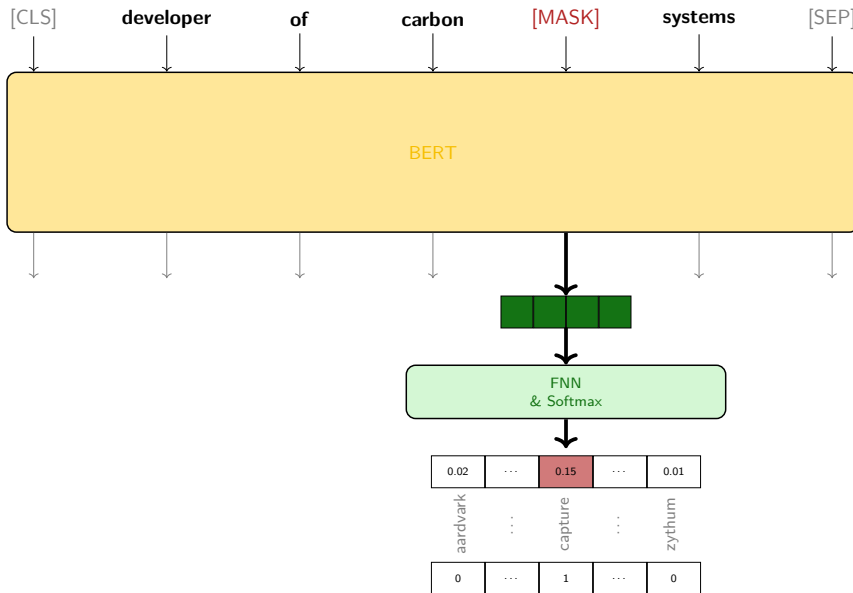 [CLS] developer of carbon [MASK] systems [SEP]
BERT
FNN
& Softmax
0.02 ... 0.15 ... 0.01
aardvark ... capture ... zythum
0 ... 1 ... 0